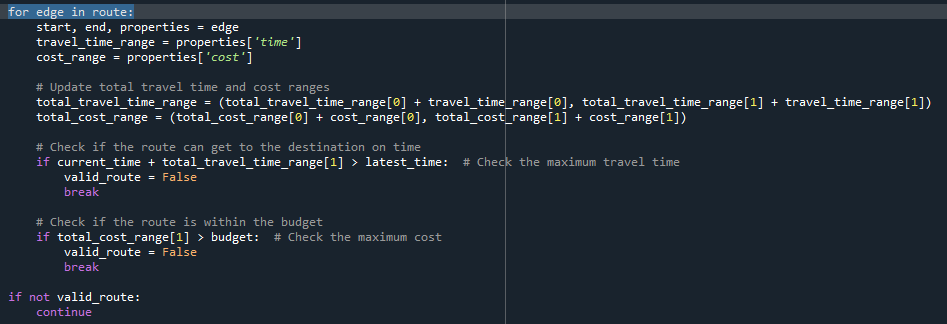 for edge in route:
    start, end, properties = edge
    travel_time_range = properties['time']
    cost_range = properties['cost']
    # Update total travel time and cost ranges
    total_travel_time_range = (total_travel_time_range[0] + travel_time_range[0], total_travel_time_range[1] + travel_time_range[1])
    total_cost_range = (total_cost_range[0] + cost_range[0], total_cost_range[1] + cost_range[1])
    # Check if the route can get to the destination on time
    if current_time + total_travel_time_range[1] > latest_time:  # Check the maximum travel time
        valid_route = False
        break
    # Check if the route is within the budget
    if total_cost_range[1] > budget:  # Check the maximum cost
        valid_route = False
        break
if not valid_route:
    continue